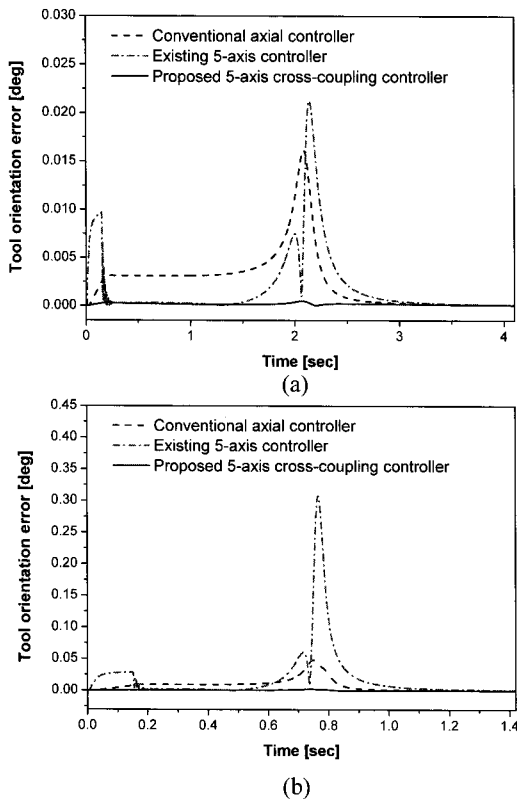 0.030
Conventional axial controller
Existing 5-axis controller
Proposed 5-axis cross-coupling controller
0.025
0.020
0.015
0.010
0.005
0.000
Tool orientation error [deg]
0 1 2 3 4
Time [sec]
(a)
0.45
Conventional axial controller
Existing 5-axis controller
Proposed 5-axis cross-coupling controller
0.40
0.35
0.30
0.25
0.20
0.15
0.10
0.05
0.00
Tool orientation error [deg]
0.0 0.2 0.4 0.6 0.8 1.0 1.2 1.4
Time [sec]
(b)